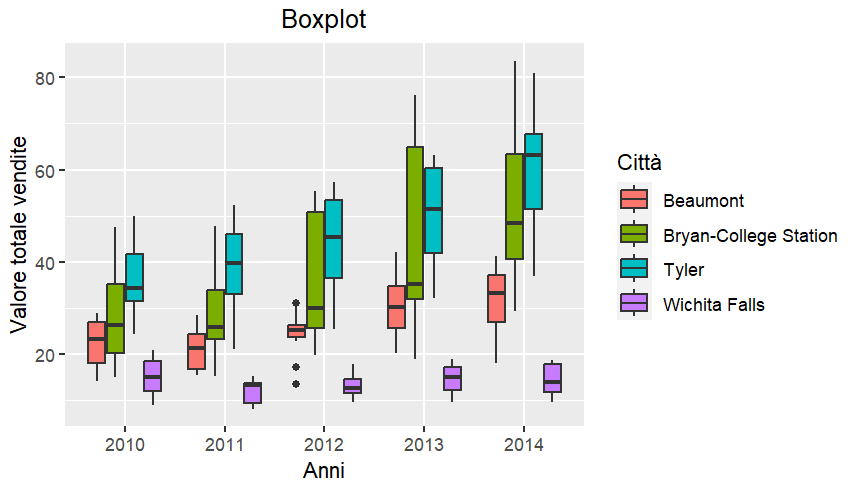 Boxplot
Valore totale vendite
80
60
40
20
2010 2011 2012 2013 2014
Anni
Città
Beaumont
Bryan-College Station
Tyler
Wichita Falls